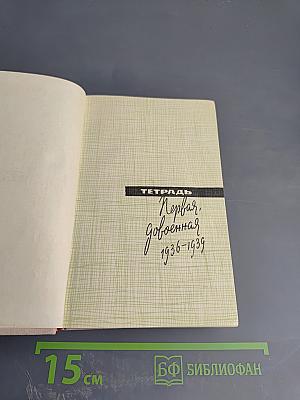 ТЕТРАДЬ
Первая,
довоенная
1936-1939
15 см
БФ БИБЛИОФАН